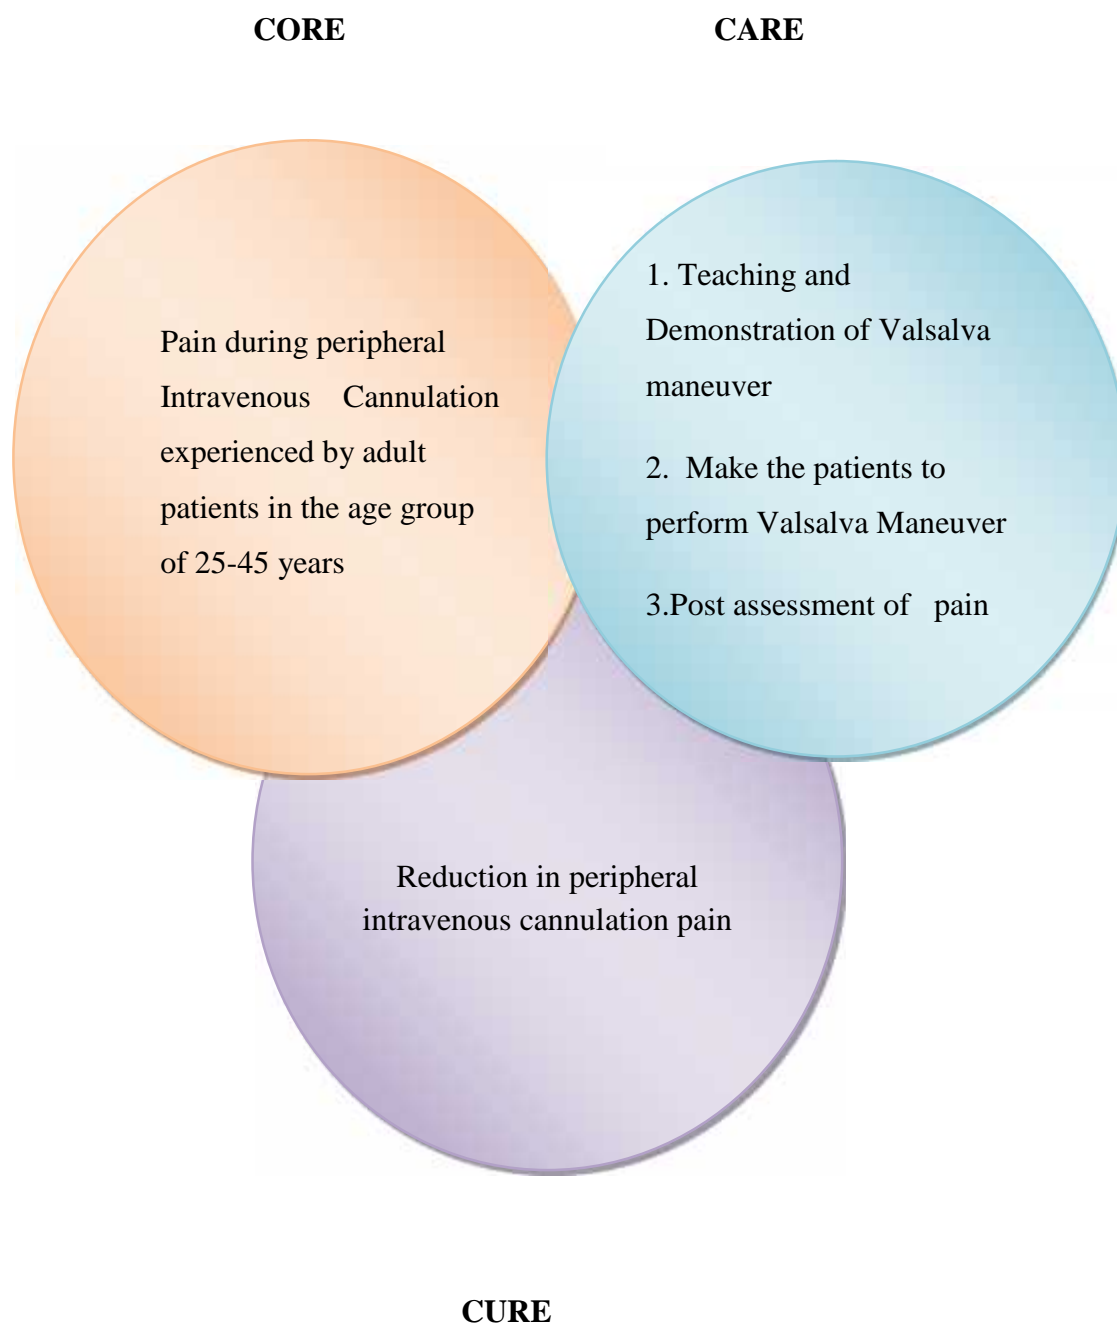 CORE
CARE
Pain during peripheral
Intravenous Cannulation
experienced by adult
patients in the age group
of 25-45 years
1. Teaching and
Demonstration of Valsalva
maneuver
2. Make the patients to
perform Valsalva Maneuver
3.Post assessment of pain
Reduction in peripheral
intravenous cannulation pain
CURE